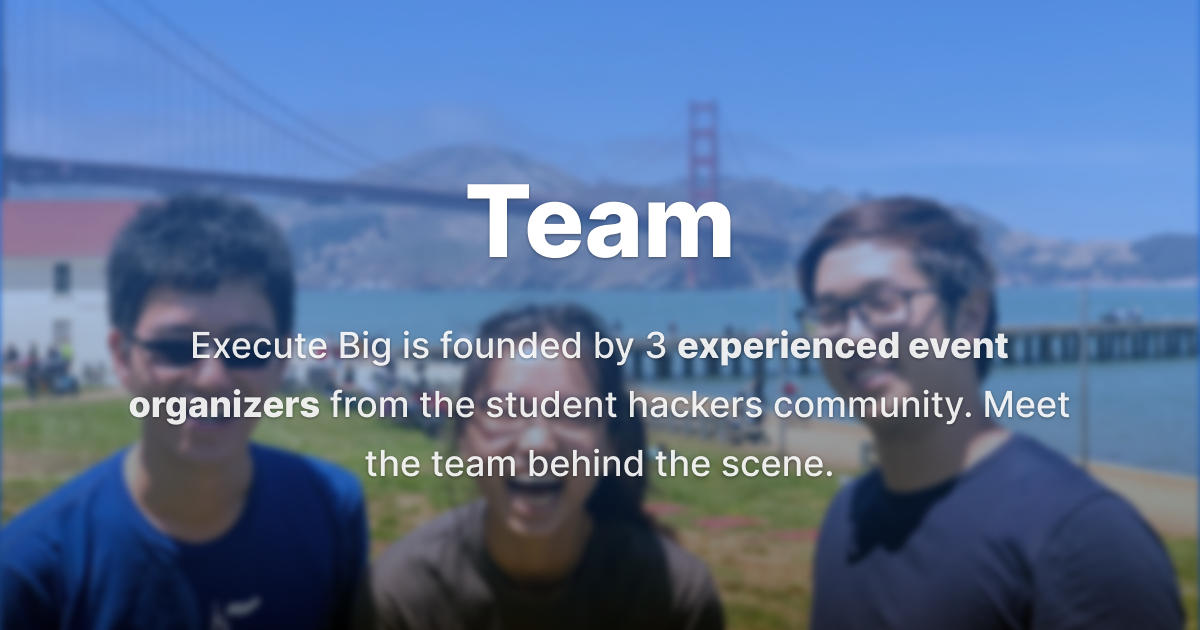 Team
Execute Big is founded by 3 experienced event
organizers from the student hackers community. Meet
the team behind the scene.